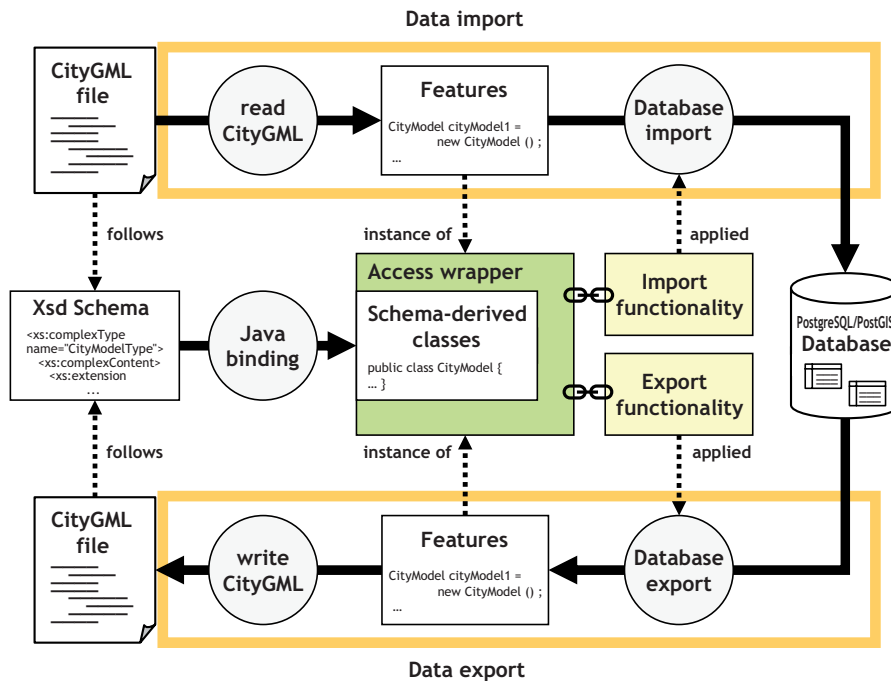 Data import
CityGML
file
read
CityGML
Features
CityModel cityModel1 =
new CityModel () ;
...
Database
import
follows
instance of
applied
Xsd Schema
<xs:complexType
name="CityModelType">
<xs:complexContent>
<xs:extension
...
Java
binding
Access wrapper
Schema-derived
classes
public class CityModel {
... }
Import
functionality
Export
functionality
PostgreSQL/PostGIS
Database
follows
instance of
applied
CityGML
file
write
CityGML
Features
CityModel cityModel1 =
new CityModel () ;
...
Database
export
Data export